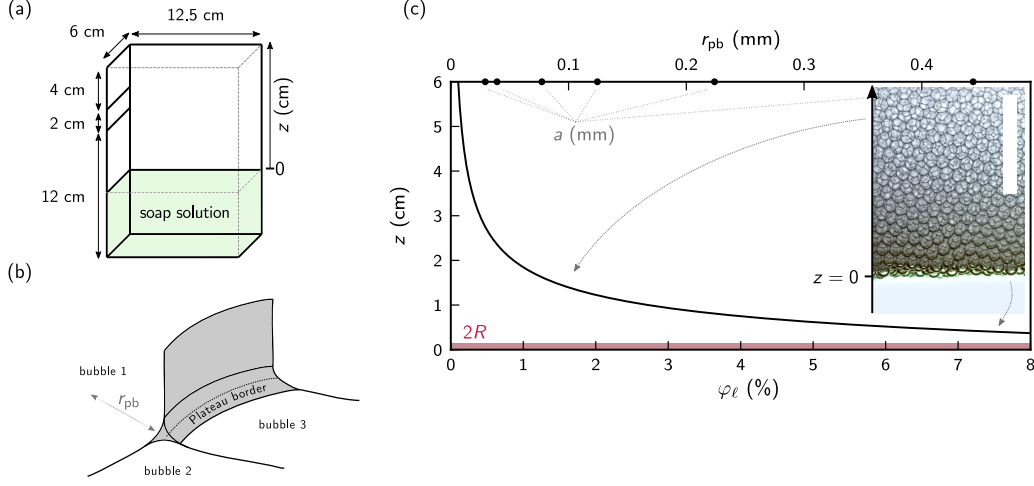 (a)
12.5 cm
6 cm
4 cm
2 cm
12 cm
z (cm)
0
soap solution
(b)
bubble 1
r_pb
Plateau border
bubble 3
bubble 2
(c)
r_pb (mm)
0 0.1 0.2 0.3 0.4
a (mm)
z (cm)
6
5
4
3
2
1
0
z = 0
2R
0 1 2 3 4 5 6 7 8
φ_ℓ (%)